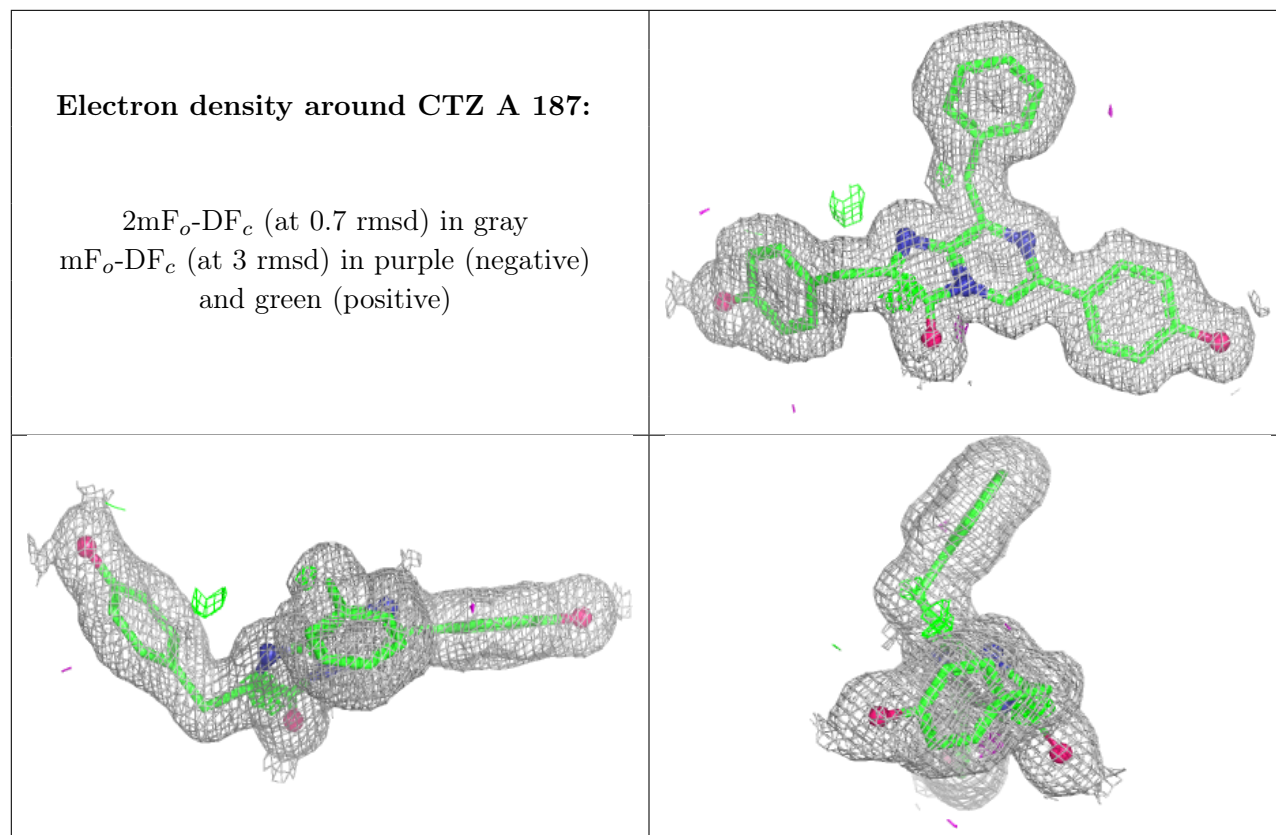 Electron density around CTZ A 187:
2mFo-DFc (at 0.7 rmsd) in gray
mFo-DFc (at 3 rmsd) in purple (negative)
and green (positive)